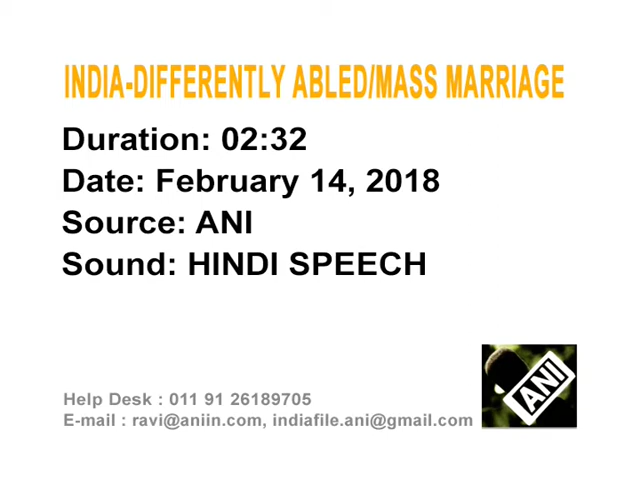 INDIA-DIFFERENTLY ABLED/MASS MARRIAGE
Duration: 02:32
Date: February 14, 2018
Source: ANI
Sound: HINDI SPEECH
Help Desk : 011 91 26189705
E-mail : ravi@aniin.com, indiafile.ani@gmail.com
ANI